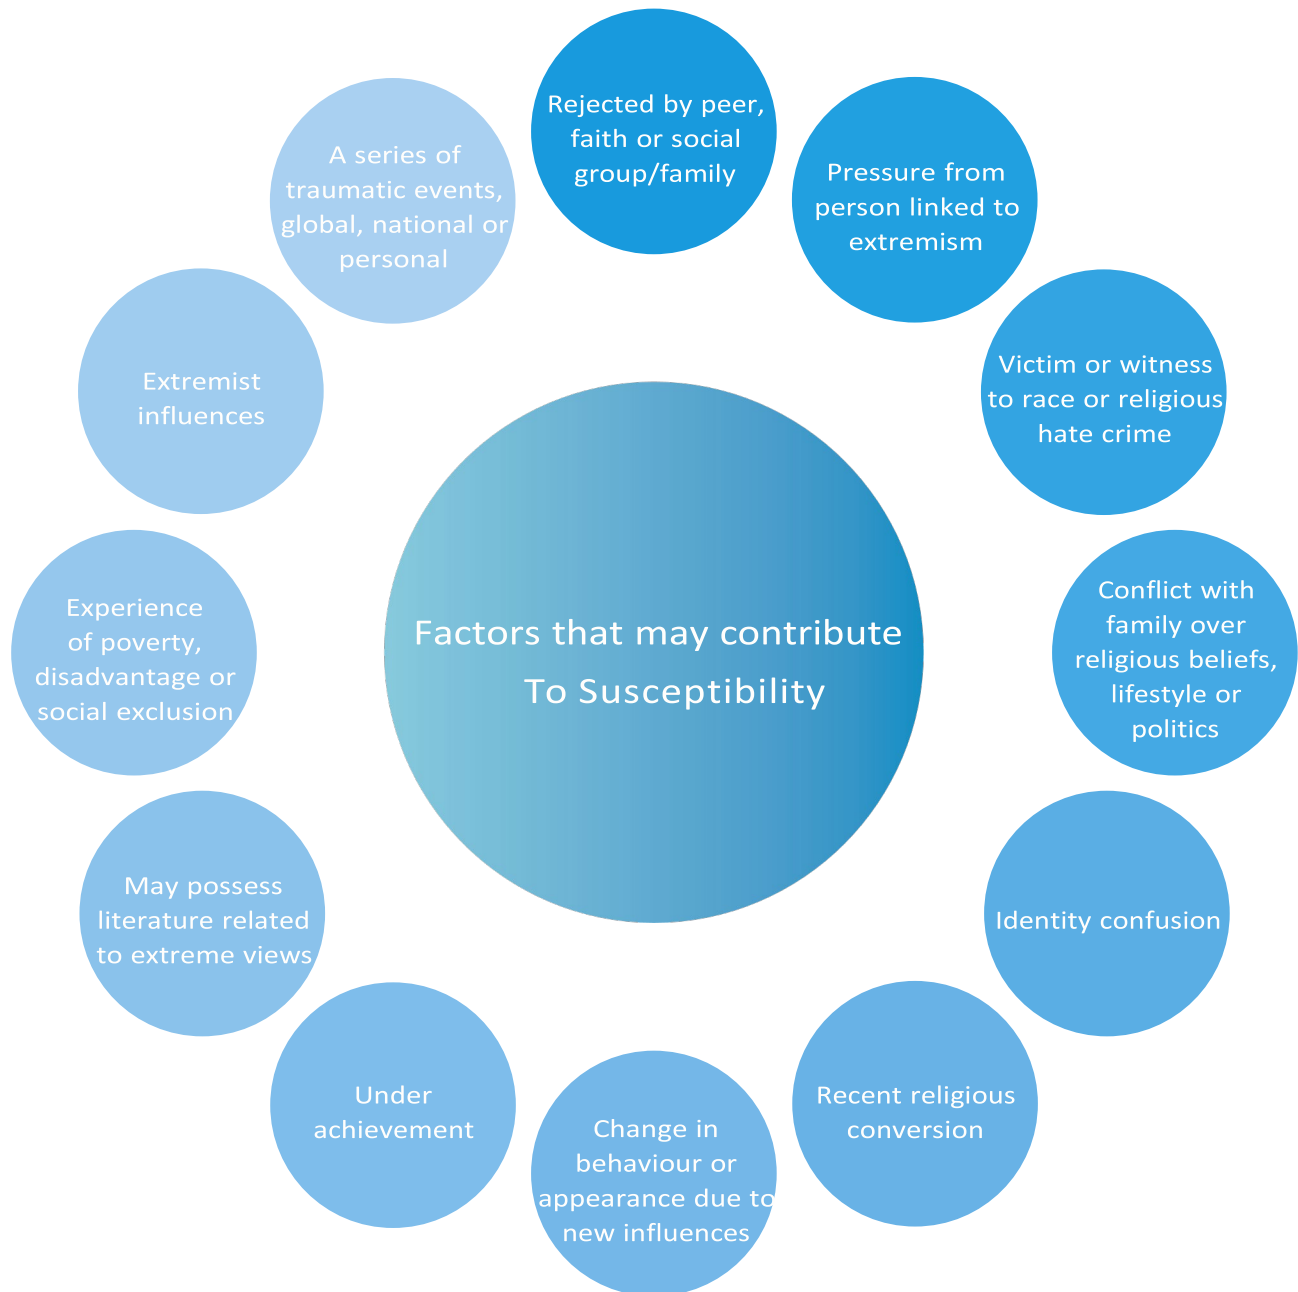 Rejected by peer,
faith or social
group/family
Pressure from
person linked to
extremism
Victim or witness
to race or religious
hate crime
Conflict with
family over
religious beliefs,
lifestyle or
politics
Identity confusion
Recent religious
conversion
Change in
behaviour or
appearance due to
new influences
Under
achievement
May possess
literature related
to extreme views
Experience
of poverty,
disadvantage or
social exclusion
Extremist
influences
A series of
traumatic events,
global, national or
personal
Factors that may contribute
To Susceptibility